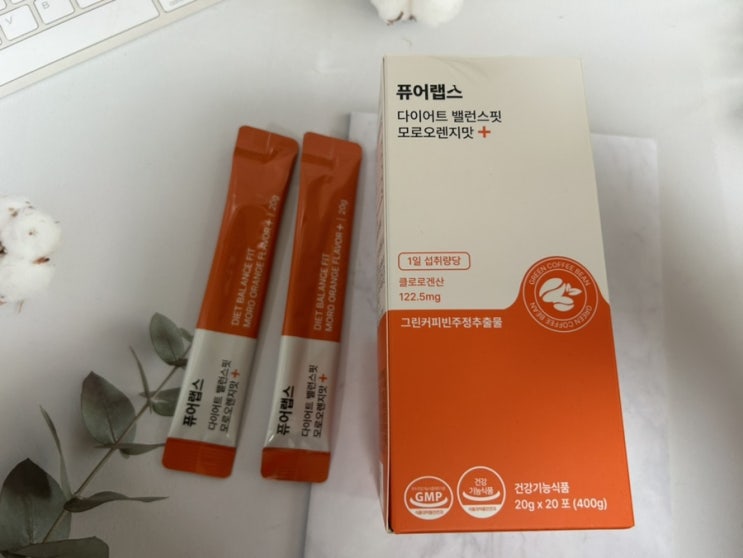 퓨어랩스
다이어트 밸런스핏
모로오렌지맛 +
1일 섭취량당
클로로겐산
122.5mg
그린커피빈주정추출물
GREEN COFFEE BEAN
GREEN COFFEE BEAN
GMP
건강
기능식품
건강기능식품
20g x 20 포 (400g)
DIET BALANCE FIT
MORO ORANGE FLAVOR + | 20g
퓨어랩스
다이어트 밸런스핏
모로오렌지맛 +
DIET BALANCE FIT
MORO ORANGE FLAVOR + | 20g
퓨어랩스
다이어트 밸런스핏
모로오렌지맛 +
V
B
N